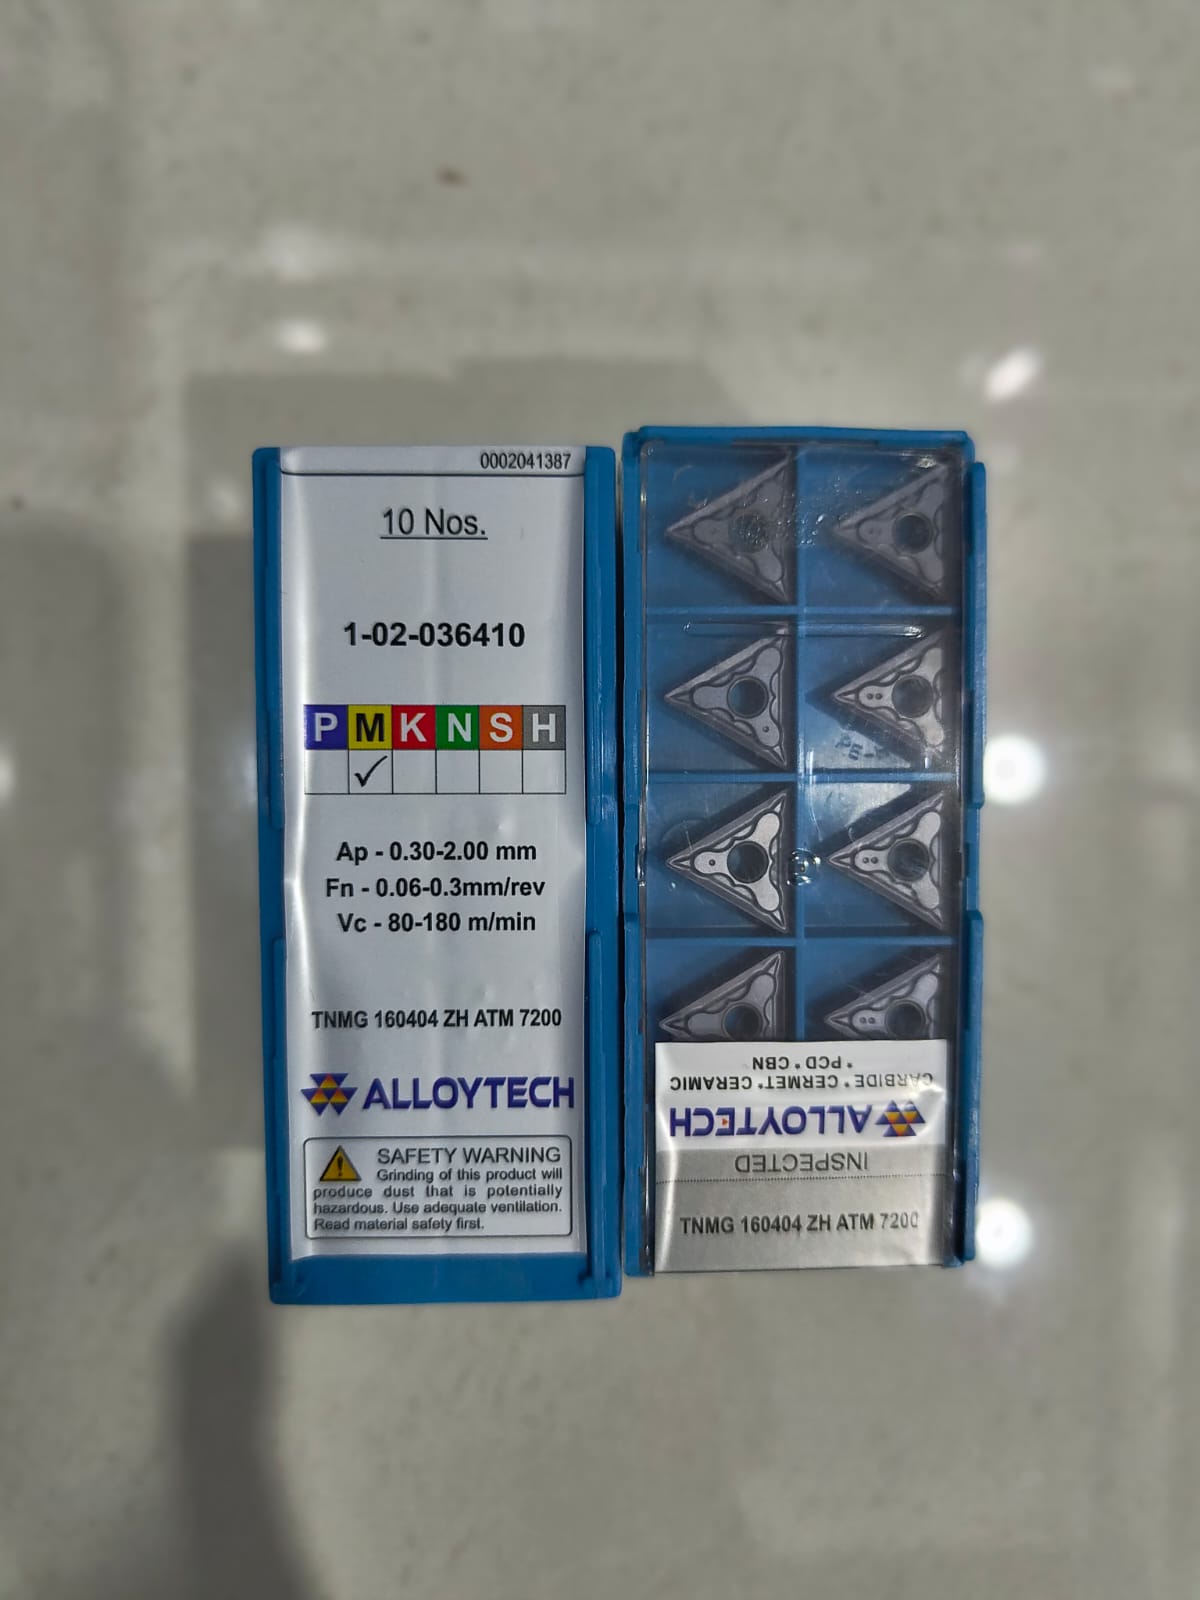 0002041387
10 Nos.
1-02-036410
P M K N S H
✓
Ap - 0.30-2.00 mm
Fn - 0.06-0.3mm/rev
Vc - 80-180 m/min
TNMG 160404 ZH ATM 7200
ALLOYTECH
SAFETY WARNING
Grinding of this product will
produce dust that is potentially
hazardous. Use adequate ventilation.
Read material safety first.
CARBIDE * CERMET * CERAMIC
* PCD * CBN
ALLOYTECH
INSPECTED
TNMG 160404 ZH ATM 7200